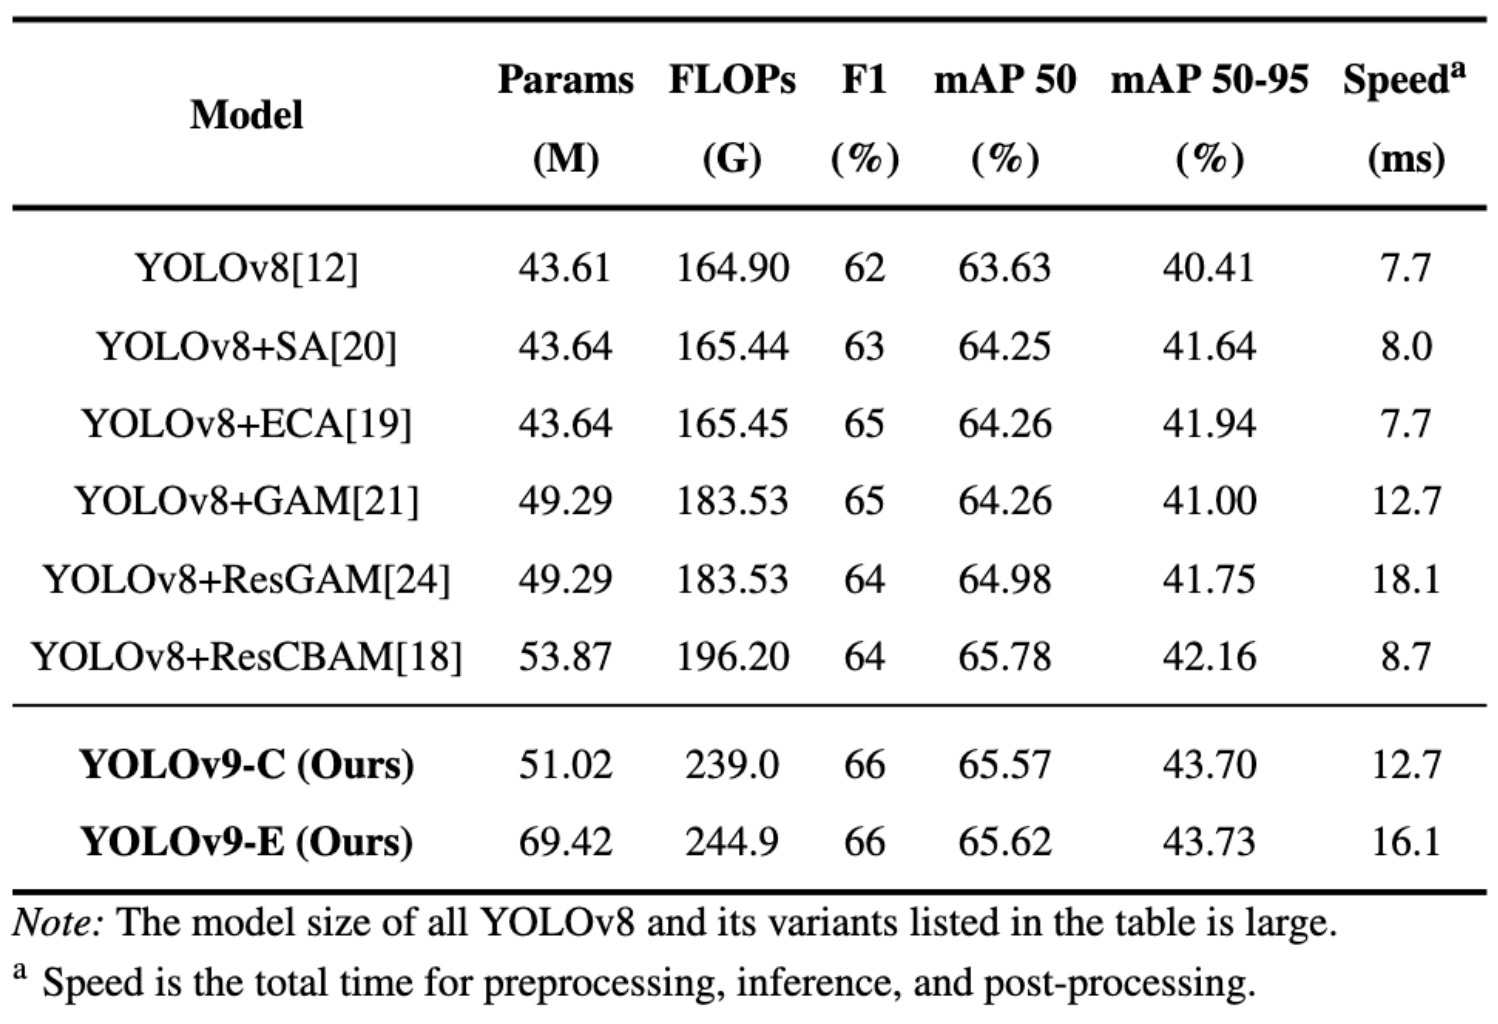 Model Params FLOPs F1 mAP 50 mAP 50-95 Speedᵃ
(M) (G) (%) (%) (%) (ms)
YOLOv8[12] 43.61 164.90 62 63.63 40.41 7.7
YOLOv8+SA[20] 43.64 165.44 63 64.25 41.64 8.0
YOLOv8+ECA[19] 43.64 165.45 65 64.26 41.94 7.7
YOLOv8+GAM[21] 49.29 183.53 65 64.26 41.00 12.7
YOLOv8+ResGAM[24] 49.29 183.53 64 64.98 41.75 18.1
YOLOv8+ResCBAM[18] 53.87 196.20 64 65.78 42.16 8.7
YOLOv9-C (Ours) 51.02 239.0 66 65.57 43.70 12.7
YOLOv9-E (Ours) 69.42 244.9 66 65.62 43.73 16.1
Note: The model size of all YOLOv8 and its variants listed in the table is large.
ᵃ Speed is the total time for preprocessing, inference, and post-processing.